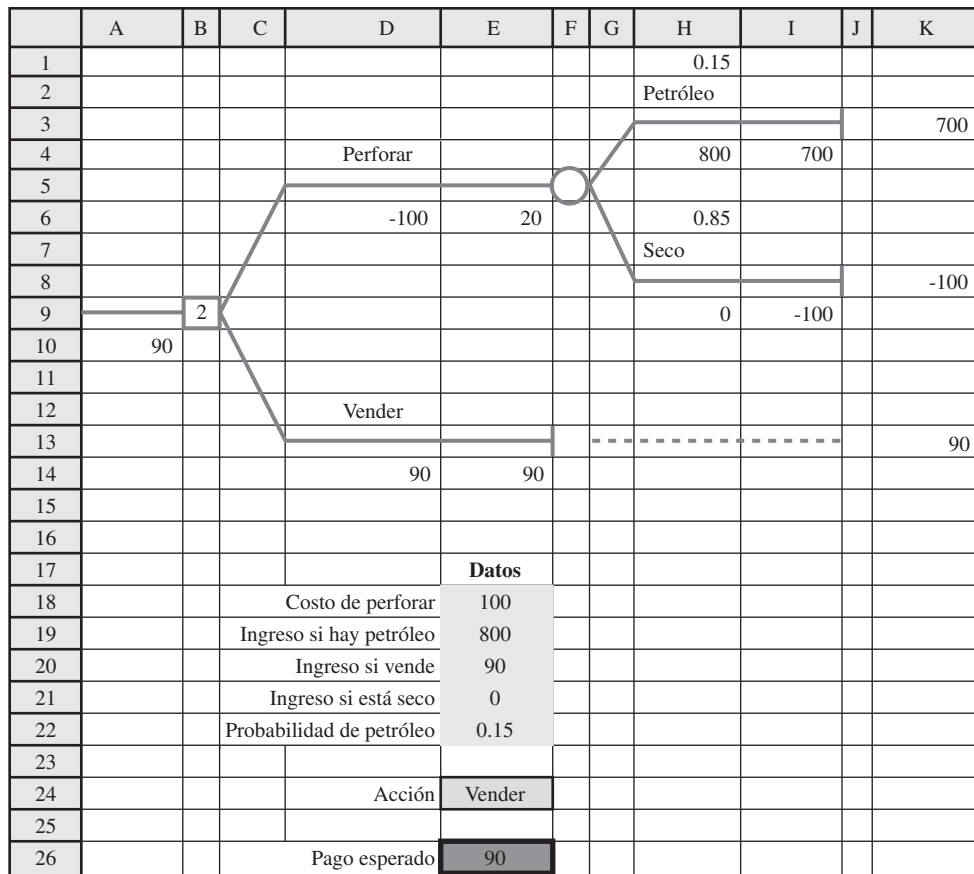 A B C D E F G H I J K
1 0.15
2 Petróleo
3 700
4 Perforar 800 700
5
6 -100 20 0.85
7 Seco
8 -100
9 2 0 -100
10 90
11
12 Vender
13 90
14 90 90
15
16
17 Datos
18 Costo de perforar 100
19 Ingreso si hay petróleo 800
20 Ingreso si vende 90
21 Ingreso si está seco 0
22 Probabilidad de petróleo 0.15
23
24 Acción Vender
25
26 Pago esperado 90